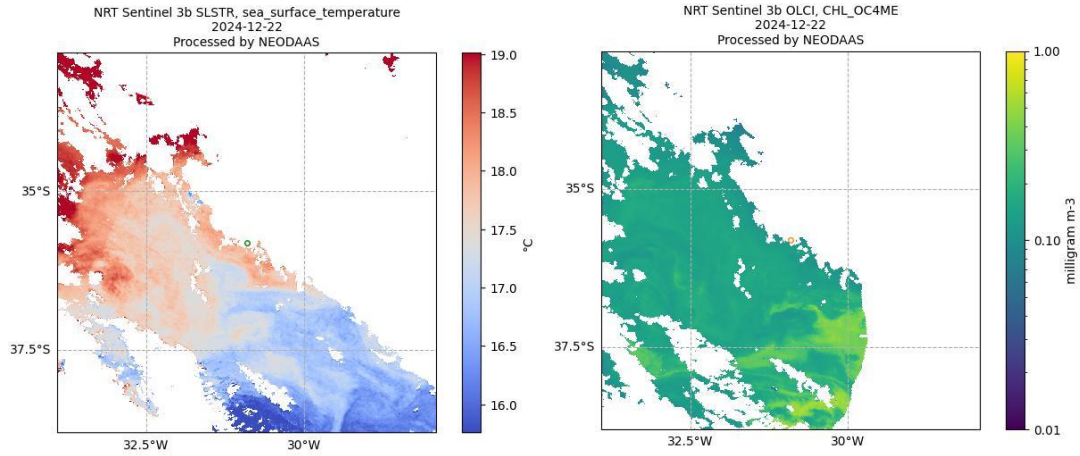 NRT Sentinel 3b SLSTR, sea_surface_temperature
2024-12-22
Processed by NEODAAS
19.0
18.5
18.0
17.5
17.0
16.5
16.0
°C
35°S
37.5°S
32.5°W
30°W
NRT Sentinel 3b OLCI, CHL_OC4ME
2024-12-22
Processed by NEODAAS
1.00
0.10
0.01
milligram m-3
35°S
37.5°S
32.5°W
30°W